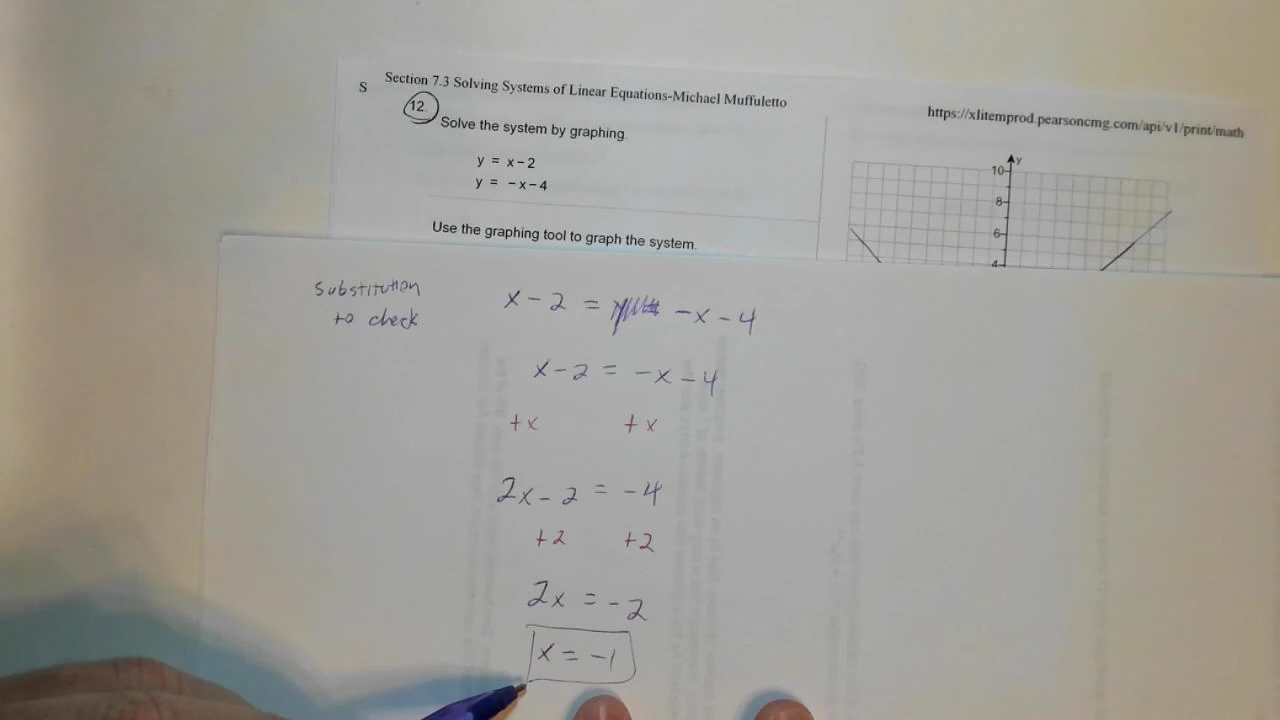 S
Section 7.3 Solving Systems of Linear Equations-Michael Muffuletto
https://xlitemprod.pearsoncmg.com/api/v1/print/math
12.
Solve the system by graphing.
y = x - 2
y = - x - 4
Use the graphing tool to graph the system.
y
10
8
6
4
Substitution
to check
x - 2 = - x - 4
x - 2 = - x - 4
+ x + x
2x - 2 = - 4
+2 +2
2x = - 2
x = - 1